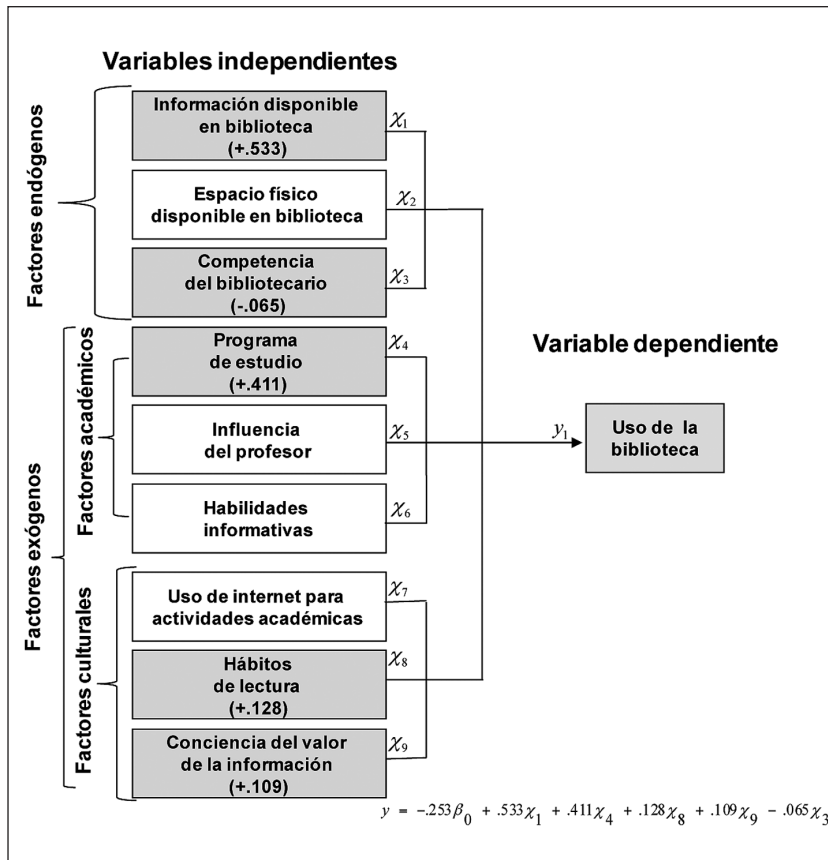 Variables independientes
Factores endógenos
Información disponible
en biblioteca
(+.533)
χ1
Espacio físico
disponible en biblioteca
χ2
Competencia
del bibliotecario
(-.065)
χ3
Factores exógenos
Factores académicos
Programa
de estudio
(+.411)
χ4
Influencia
del profesor
χ5
Habilidades
informativas
χ6
Factores culturales
Uso de internet para
actividades académicas
χ7
Hábitos
de lectura
(+.128)
χ8
Conciencia del valor
de la información
(+.109)
χ9
Variable dependiente
y1
Uso de la
biblioteca
y = -.253β0 + .533χ1 + .411χ4 + .128χ8 + .109χ9 - .065χ3